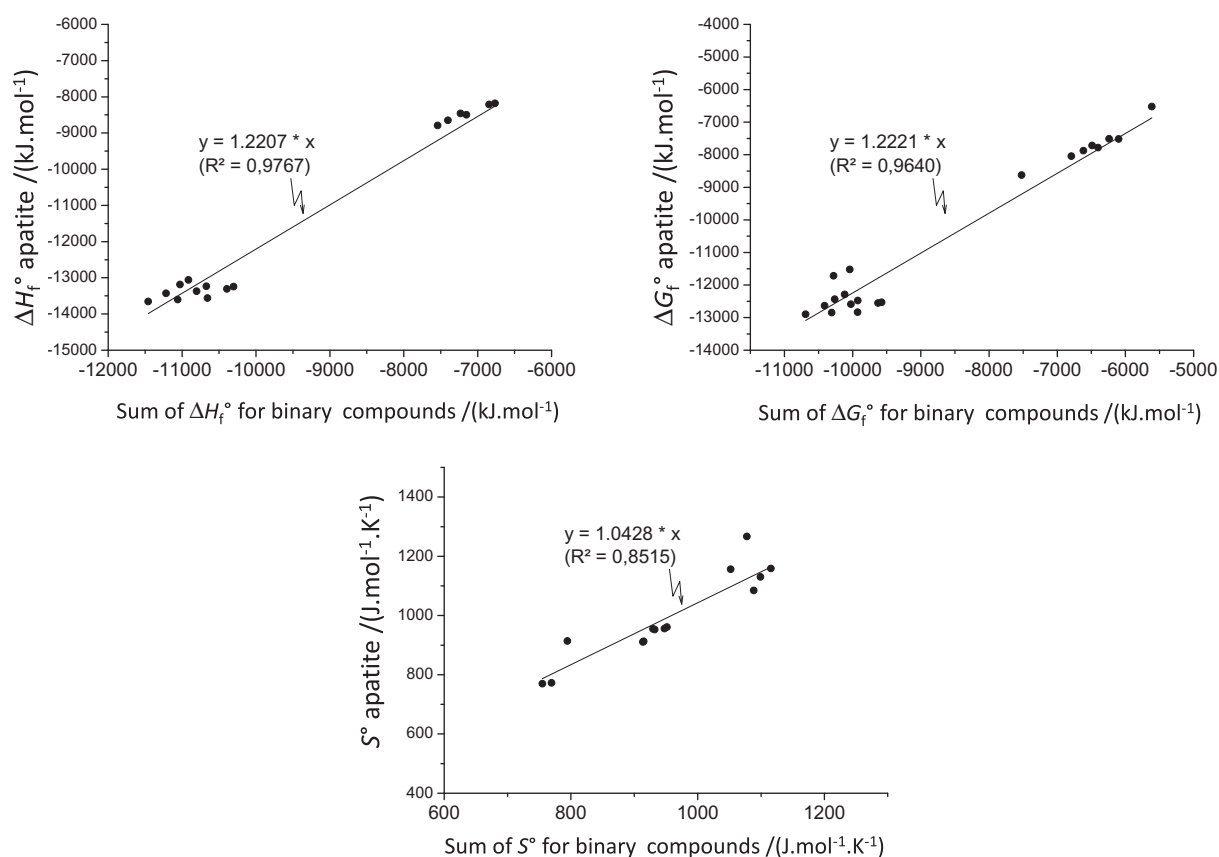 -6000
-7000
-8000
-9000
-10000
-11000
-12000
-13000
-14000
-15000
ΔHf° apatite /(kJ.mol⁻¹)
y = 1.2207 * x
(R² = 0,9767)
-12000 -11000 -10000 -9000 -8000 -7000 -6000
Sum of ΔHf° for binary compounds /(kJ.mol⁻¹)
-4000
-5000
-6000
-7000
-8000
-9000
-10000
-11000
-12000
-13000
-14000
ΔGf° apatite /(kJ.mol⁻¹)
y = 1.2221 * x
(R² = 0,9640)
-11000 -10000 -9000 -8000 -7000 -6000 -5000
Sum of ΔGf° for binary compounds /(kJ.mol⁻¹)
1400
1200
1000
800
600
400
S° apatite /(J.mol⁻¹.K⁻¹)
y = 1.0428 * x
(R² = 0,8515)
600 800 1000 1200
Sum of S° for binary compounds /(J.mol⁻¹.K⁻¹)